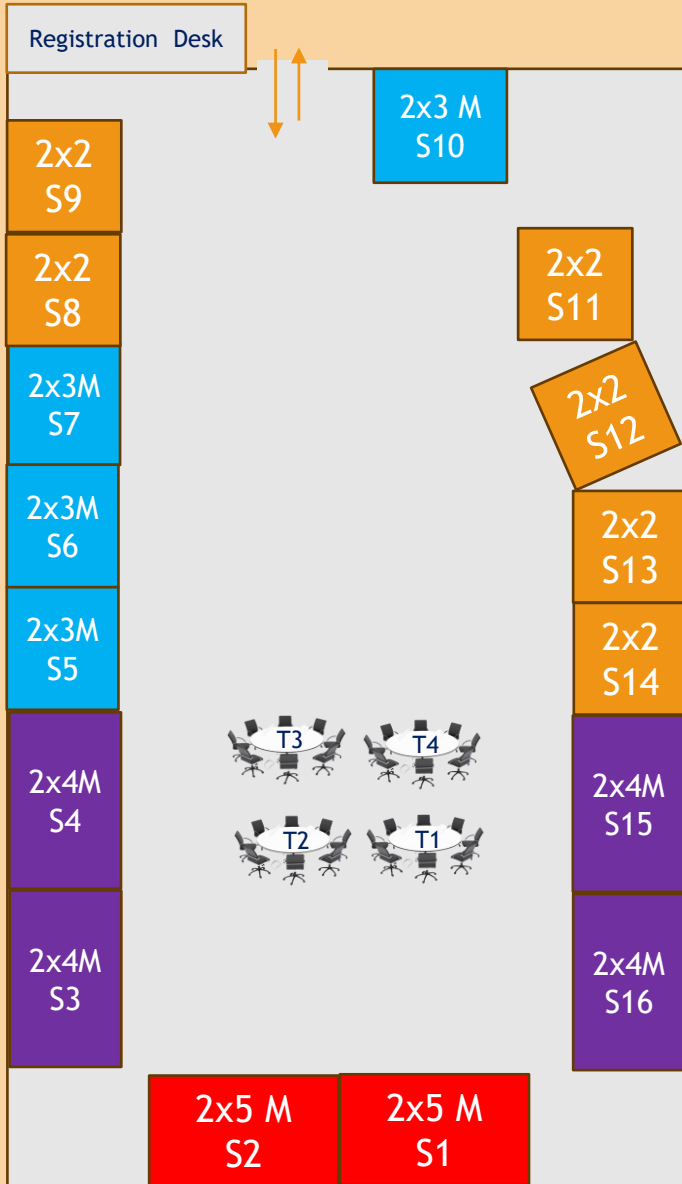 Registration Desk
2x3 M
S10
2x2
S9
2x2
S8
2x3M
S7
2x3M
S6
2x3M
S5
2x4M
S4
2x4M
S3
2x2
S11
2x2
S12
2x2
S13
2x2
S14
2x4M
S15
2x4M
S16
T3
T4
T2
T1
2x5 M
S2
2x5 M
S1